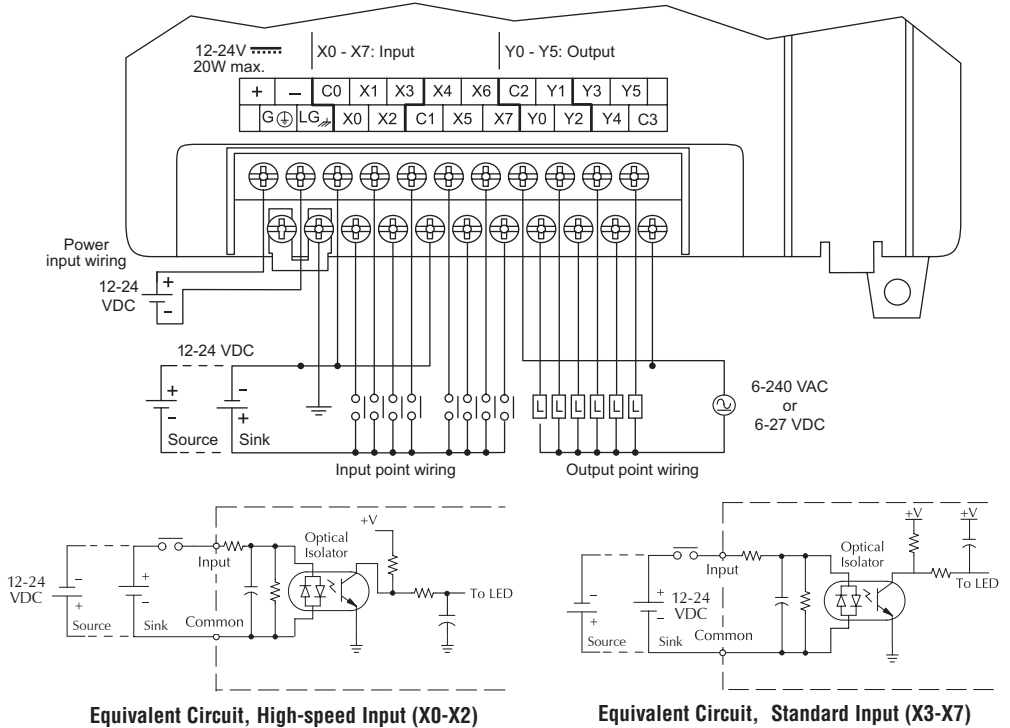 12-24V
20W max.
X0 - X7: Input
Y0 - Y5: Output
+ – C0 X1 X3 X4 X6 C2 Y1 Y3 Y5
G LG X0 X2 C1 X5 X7 Y0 Y2 Y4 C3
Power
input wiring
12-24
VDC
+
-
12-24 VDC
+
-
Source
-
+
Sink
L L L L L L
6-240 VAC
or
6-27 VDC
Input point wiring
Output point wiring
12-24
VDC
-
+
Source
+
-
Sink
Input
Common
Optical
Isolator
+V
To LED
Equivalent Circuit, High-speed Input (X0-X2)
-
+
Source
+
-
12-24
VDC
Sink
Input
Common
Optical
Isolator
+V
+V
To LED
Equivalent Circuit, Standard Input (X3-X7)